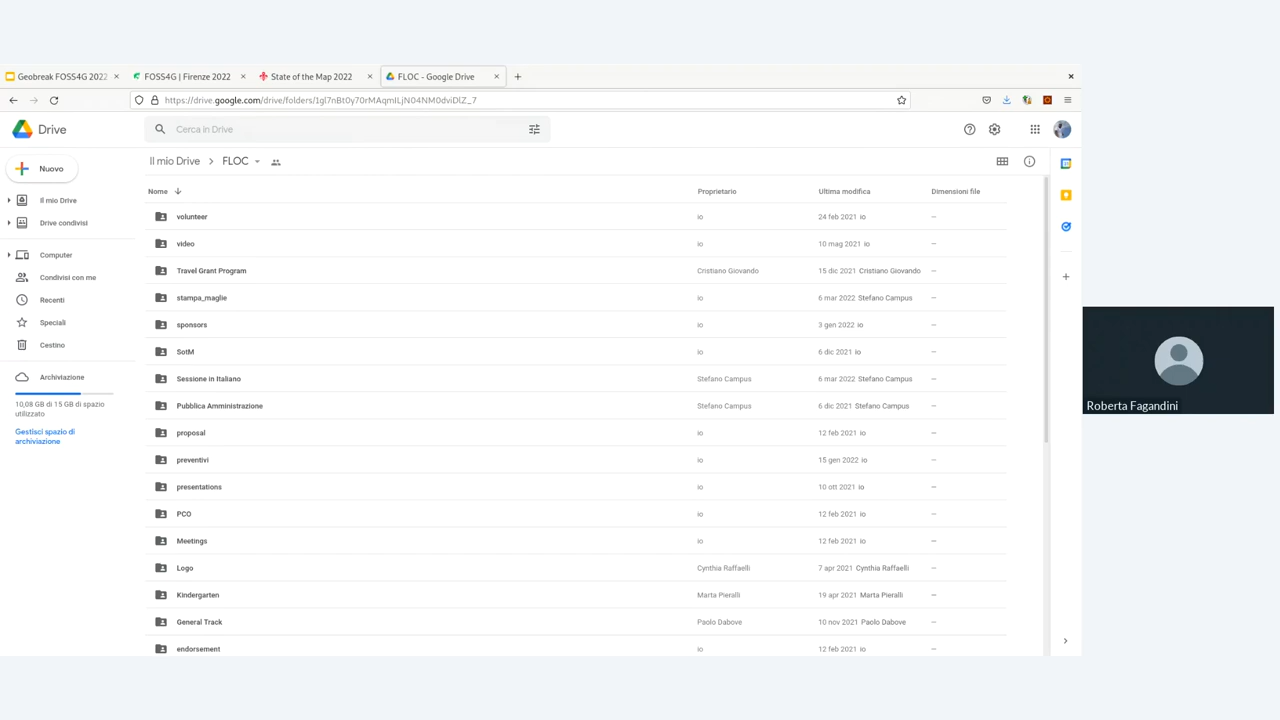 Geobreak FOSS4G 2022
FOSS4G | Firenze 2022
State of the Map 2022
FLOC - Google Drive
https://drive.google.com/drive/folders/1gl7nBt0y70rMAqmILjN04NM0dviDlZ_7
Drive
Cerca in Drive
Nuovo
Il mio Drive
Drive condivisi
Computer
Condivisi con me
Recenti
Speciali
Cestino
Archiviazione
10,08 GB di 15 GB di spazio
utilizzato
Gestisci spazio di
archiviazione
Il mio Drive > FLOC
Nome Proprietario Ultima modifica Dimensioni file
volunteer io 24 feb 2021 io –
video io 10 mag 2021 io –
Travel Grant Program Cristiano Giovando 15 dic 2021 Cristiano Giovando –
stampa_maglie io 6 mar 2022 Stefano Campus –
sponsors io 3 gen 2022 io –
SotM io 6 dic 2021 io –
Sessione in Italiano Stefano Campus 6 mar 2022 Stefano Campus –
Pubblica Amministrazione Stefano Campus 6 dic 2021 Stefano Campus –
proposal io 12 feb 2021 io –
preventivi io 15 gen 2022 io –
presentations io 10 ott 2021 io –
PCO io 12 feb 2021 io –
Meetings io 12 feb 2021 io –
Logo Cynthia Raffaelli 7 apr 2021 Cynthia Raffaelli –
Kindergarten Marta Pieralli 19 apr 2021 Marta Pieralli –
General Track Paolo Dabove 10 nov 2021 Paolo Dabove –
endorsement io 12 feb 2021 io –
Roberta Fagandini